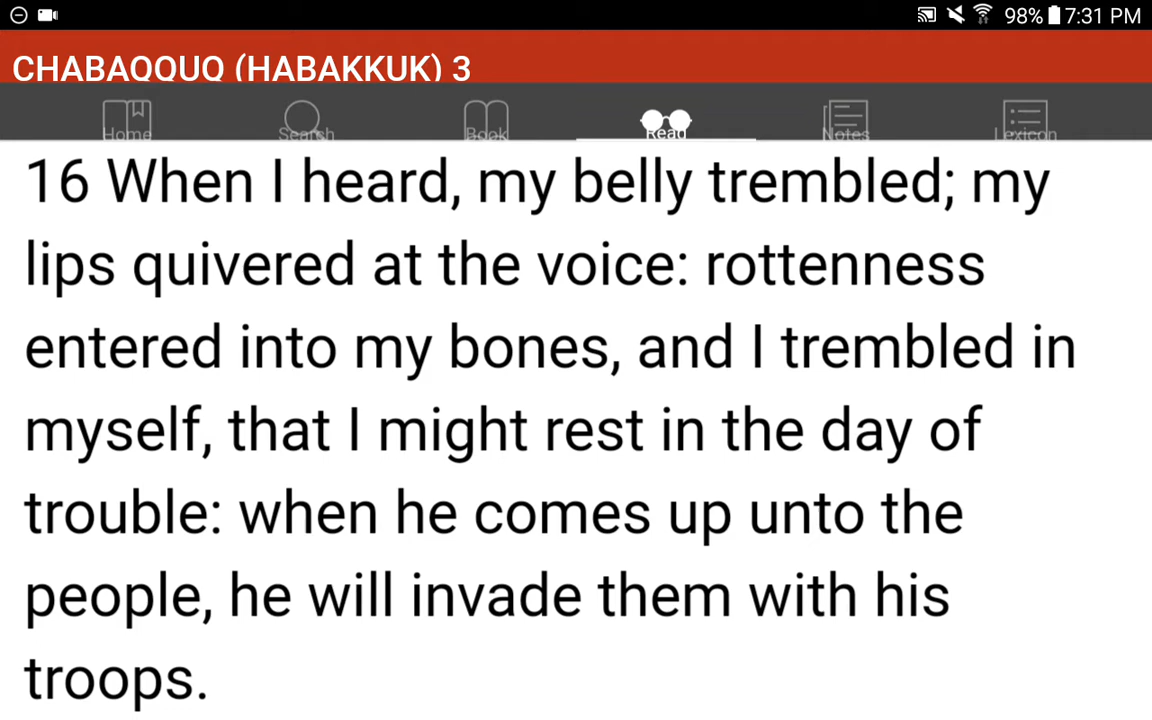 98% 7:31 PM
CHABAQQUQ (HABAKKUK) 3
Home Search Book Read Notes Lexicon
16 When I heard, my belly trembled; my
lips quivered at the voice: rottenness
entered into my bones, and I trembled in
myself, that I might rest in the day of
trouble: when he comes up unto the
people, he will invade them with his
troops.